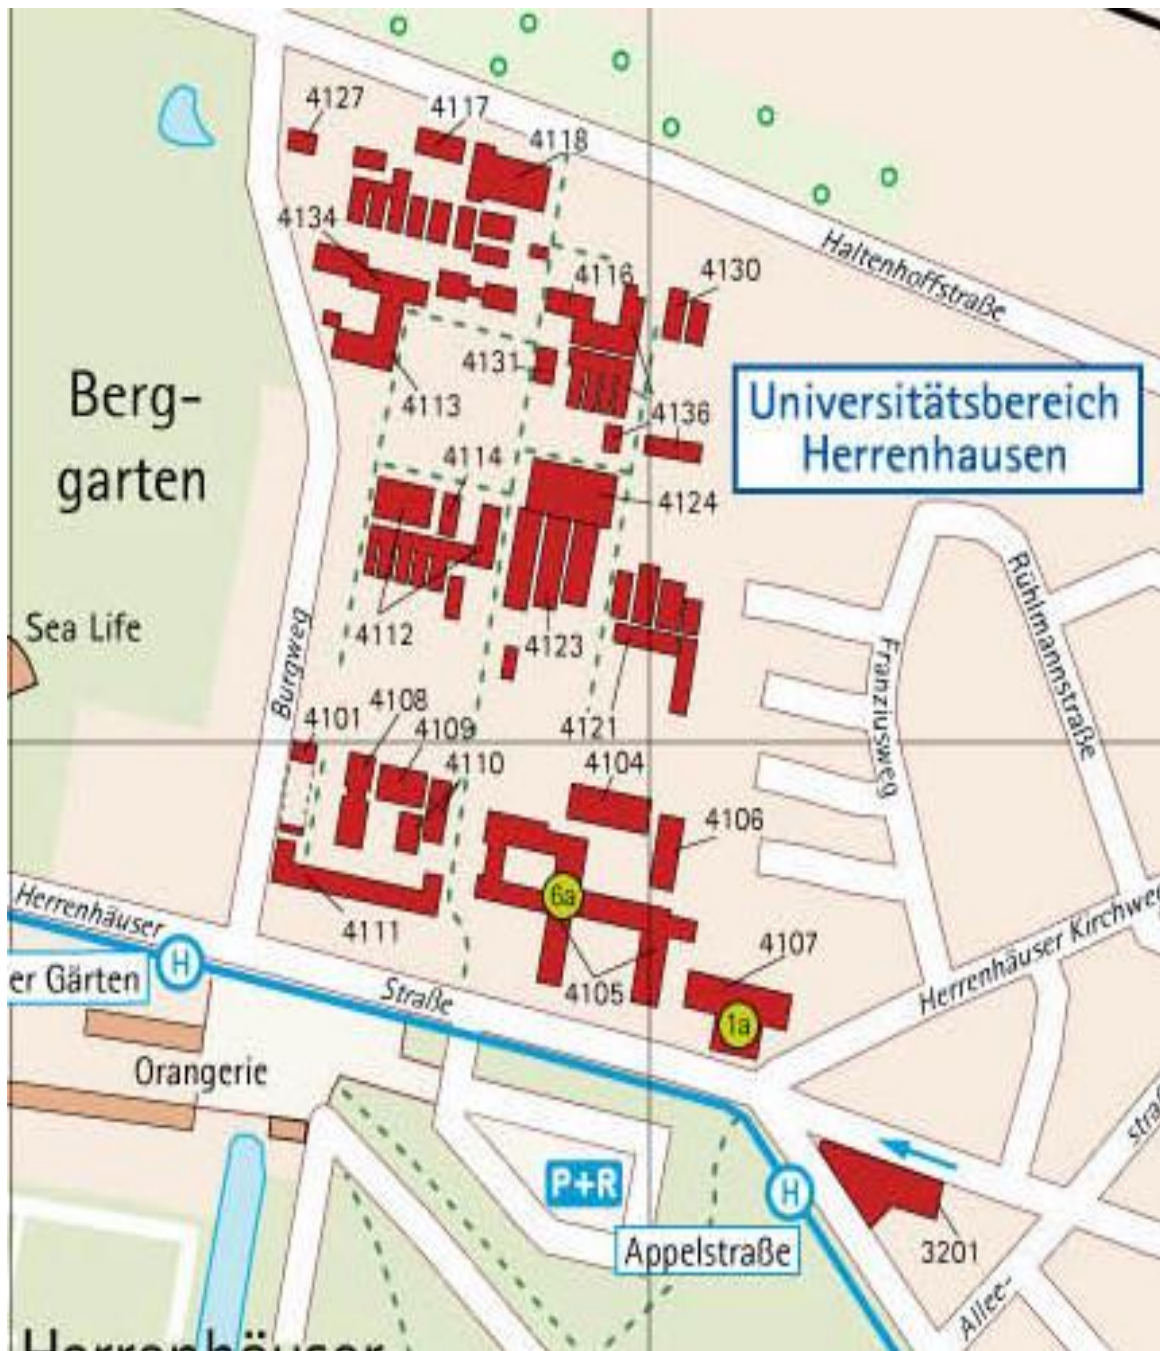 4127
4117
4118
4134
Haltenhoffstraße
4116
4130
4131
4113
4136
Berg-
garten
Universitätsbereich
Herrenhausen
4114
4124
Rühlmannstraße
Sea Life
4112
4123
Burgweg
Franziusweg
4108
4101
4109
4121
4110
4104
4106
6a
Herrenhäuser
4111
4107
H
er Gärten
Straße
4105
Herrenhäuser Kirchweg
1a
Orangerie
straß
P+R
H
Appelstraße
3201
Allee-
Herrenhäuser